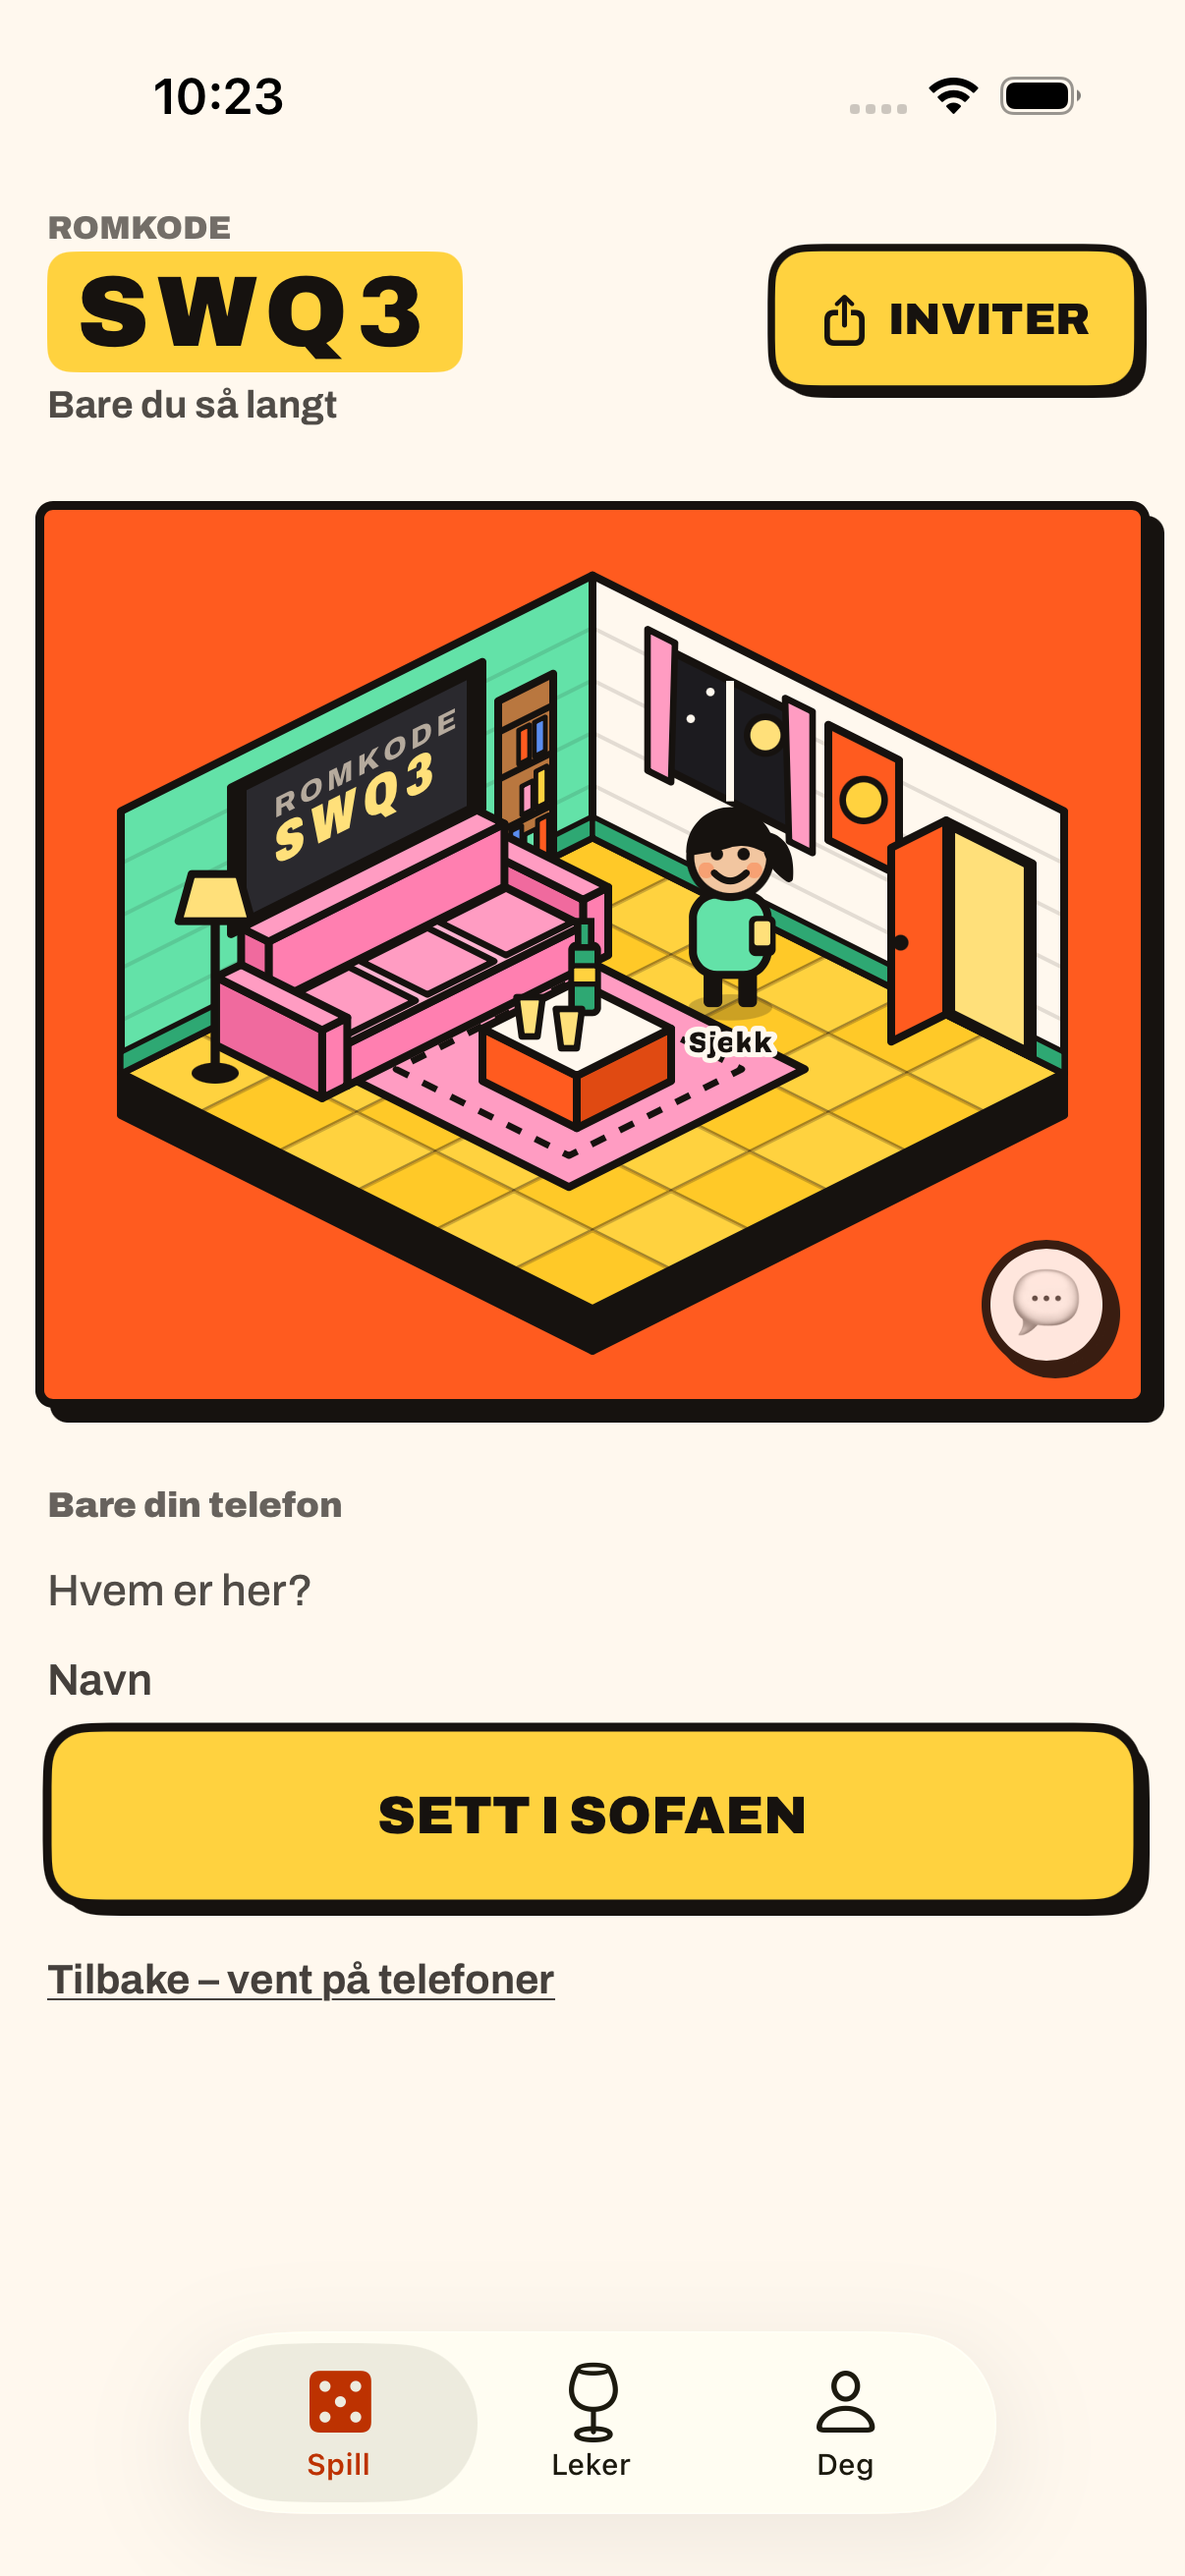 10:23
ROMKODE
SWQ3
INVITER
Bare du så langt
ROMKODE
SWQ3
Sjekk
Bare din telefon
Hvem er her?
Navn
SETT I SOFAEN
Tilbake – vent på telefoner
Spill
Leker
Deg